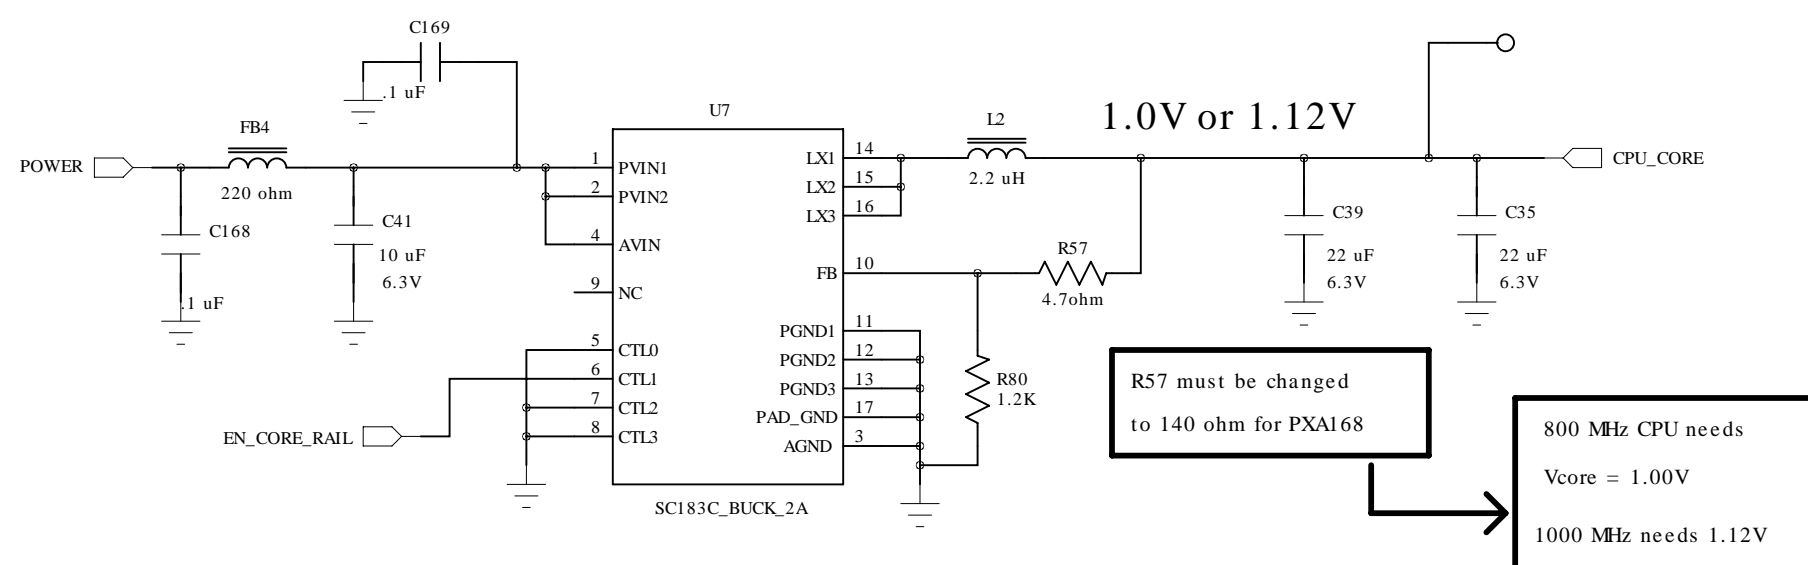 C169
.1 uF
U7
FB4
POWER
220 ohm
C168
.1 uF
C41
10 uF
6.3V
1 PVIN1
2 PVIN2
4 AVIN
9 NC
5 CTL0
6 CTL1
7 CTL2
8 CTL3
EN_CORE_RAIL
LX1 14
LX2 15
LX3 16
FB 10
PGND1 11
PGND2 12
PGND3 13
PAD_GND 17
AGND 3
SC183C_BUCK_2A
L2
2.2 uH
1.0V or 1.12V
CPU_CORE
R57
4.7ohm
R80
1.2K
C39
22 uF
6.3V
C35
22 uF
6.3V
R57 must be changed
to 140 ohm for PXA168
800 MHz CPU needs
Vcore = 1.00V
1000 MHz needs 1.12V